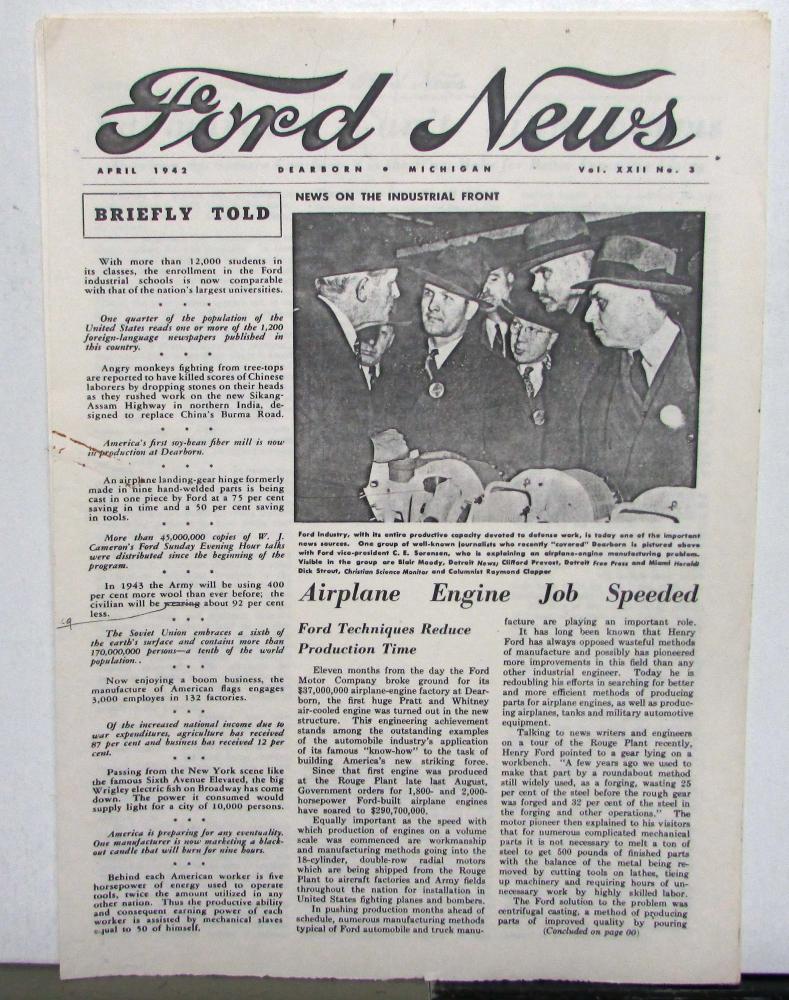 Ford News
APRIL 1942 DEARBORN • MICHIGAN Vol. XXII No. 3
BRIEFLY TOLD
With more than 12,000 students in
its classes, the enrollment in the Ford
industrial schools is now comparable
with that of the nation's largest universities.
* * *
One quarter of the population of the
United States reads one or more of the 1,200
foreign-language newspapers published in
this country.
* * *
Angry monkeys fighting from tree-tops
are reported to have killed scores of Chinese
laborers by dropping stones on their heads
as they rushed work on the new Sikang-
Assam Highway in northern India, de-
signed to replace China's Burma Road.
* * *
America's first soy-bean fiber mill is now
in production at Dearborn.
* * *
An airplane landing-gear hinge formerly
made in nine hand-welded parts is being
cast in one piece by Ford at a 75 per cent
saving in time and a 50 per cent saving
in tools.
* * *
More than 45,000,000 copies of W. J.
Cameron's Ford Sunday Evening Hour talks
were distributed since the beginning of the
program.
* * *
In 1943 the Army will be using 400
per cent more wool than ever before; the
civilian will be wearing about 92 per cent
less.
* * *
The Soviet Union embraces a sixth of
the earth's surface and contains more than
170,000,000 persons—a tenth of the world
population..
* * *
Now enjoying a boom business, the
manufacture of American flags engages
3,000 employes in 132 factories.
* * *
Of the increased national income due to
war expenditures, agriculture has received
87 per cent and business has received 12 per
cent.
* * *
Passing from the New York scene like
the famous Sixth Avenue Elevated, the big
Wrigley electric fish on Broadway has come
down. The power it consumed would
supply light for a city of 10,000 persons.
* * *
America is preparing for any eventuality.
One manufacturer is now marketing a black-
out candle that will burn for nine hours.
* * *
Behind each American worker is five
horsepower of energy used to operate
tools, twice the amount utilized in any
other nation. Thus the productive ability
and consequent earning power of each
worker is assisted by mechanical slaves
equal to 50 of himself.
NEWS ON THE INDUSTRIAL FRONT
Ford Industry, with its entire productive capacity devoted to defense work, is today one of the important
news sources. One group of well-known journalists who recently "covered" Dearborn is pictured above
with Ford vice-president C. E. Sorensen, who is explaining an airplane-engine manufacturing problem.
Visible in the group are Blair Moody, Detroit News; Clifford Prevost, Detroit Free Press and Miami Herald;
Dick Strout, Christian Science Monitor and Columnist Raymond Clapper
Airplane Engine Job Speeded
Ford Techniques Reduce
Production Time
Eleven months from the day the Ford
Motor Company broke ground for its
$37,000,000 airplane-engine factory at Dear-
born, the first huge Pratt and Whitney
air-cooled engine was turned out in the new
structure. This engineering achievement
stands among the outstanding examples
of the automobile industry's application
of its famous "know-how" to the task of
building America's new striking force.
Since that first engine was produced
at the Rouge Plant late last August,
Government orders for 1,800- and 2,000-
horsepower Ford-built airplane engines
have soared to $290,700,000.
Equally important as the speed with
which production of engines on a volume
scale was commenced are workmanship
and manufacturing methods going into the
18-cylinder, double-row radial motors
which are being shipped from the Rouge
Plant to aircraft factories and Army fields
throughout the nation for installation in
United States fighting planes and bombers.
In pushing production months ahead of
schedule, numerous manufacturing methods
typical of Ford automobile and truck manu-
facture are playing an important role.
It has long been known that Henry
Ford has always opposed wasteful methods
of manufacture and possibly has pioneered
more improvements in this field than any
other industrial engineer. Today he is
redoubling his efforts in searching for better
and more efficient methods of producing
parts for airplane engines, as well as produc-
ing airplanes, tanks and military automotive
equipment.
Talking to news writers and engineers
on a tour of the Rouge Plant recently,
Henry Ford pointed to a gear lying on a
workbench. "A few years ago we used to
make that part by a roundabout method
still widely used, as a forging, wasting 25
per cent of the steel before the rough gear
was forged and 32 per cent of the steel in
the forging and other operations." The
motor pioneer then explained to his visitors
that for numerous complicated mechanical
parts it is not necessary to melt a ton of
steel to get 500 pounds of finished parts
with the balance of the metal being re-
moved by cutting tools on lathes, tieing
up machinery and requiring hours of un-
necessary work by highly skilled labor.
The Ford solution to the problem was
centrifugal casting, a method of producing
parts of improved quality by pouring
(Concluded on page 00)